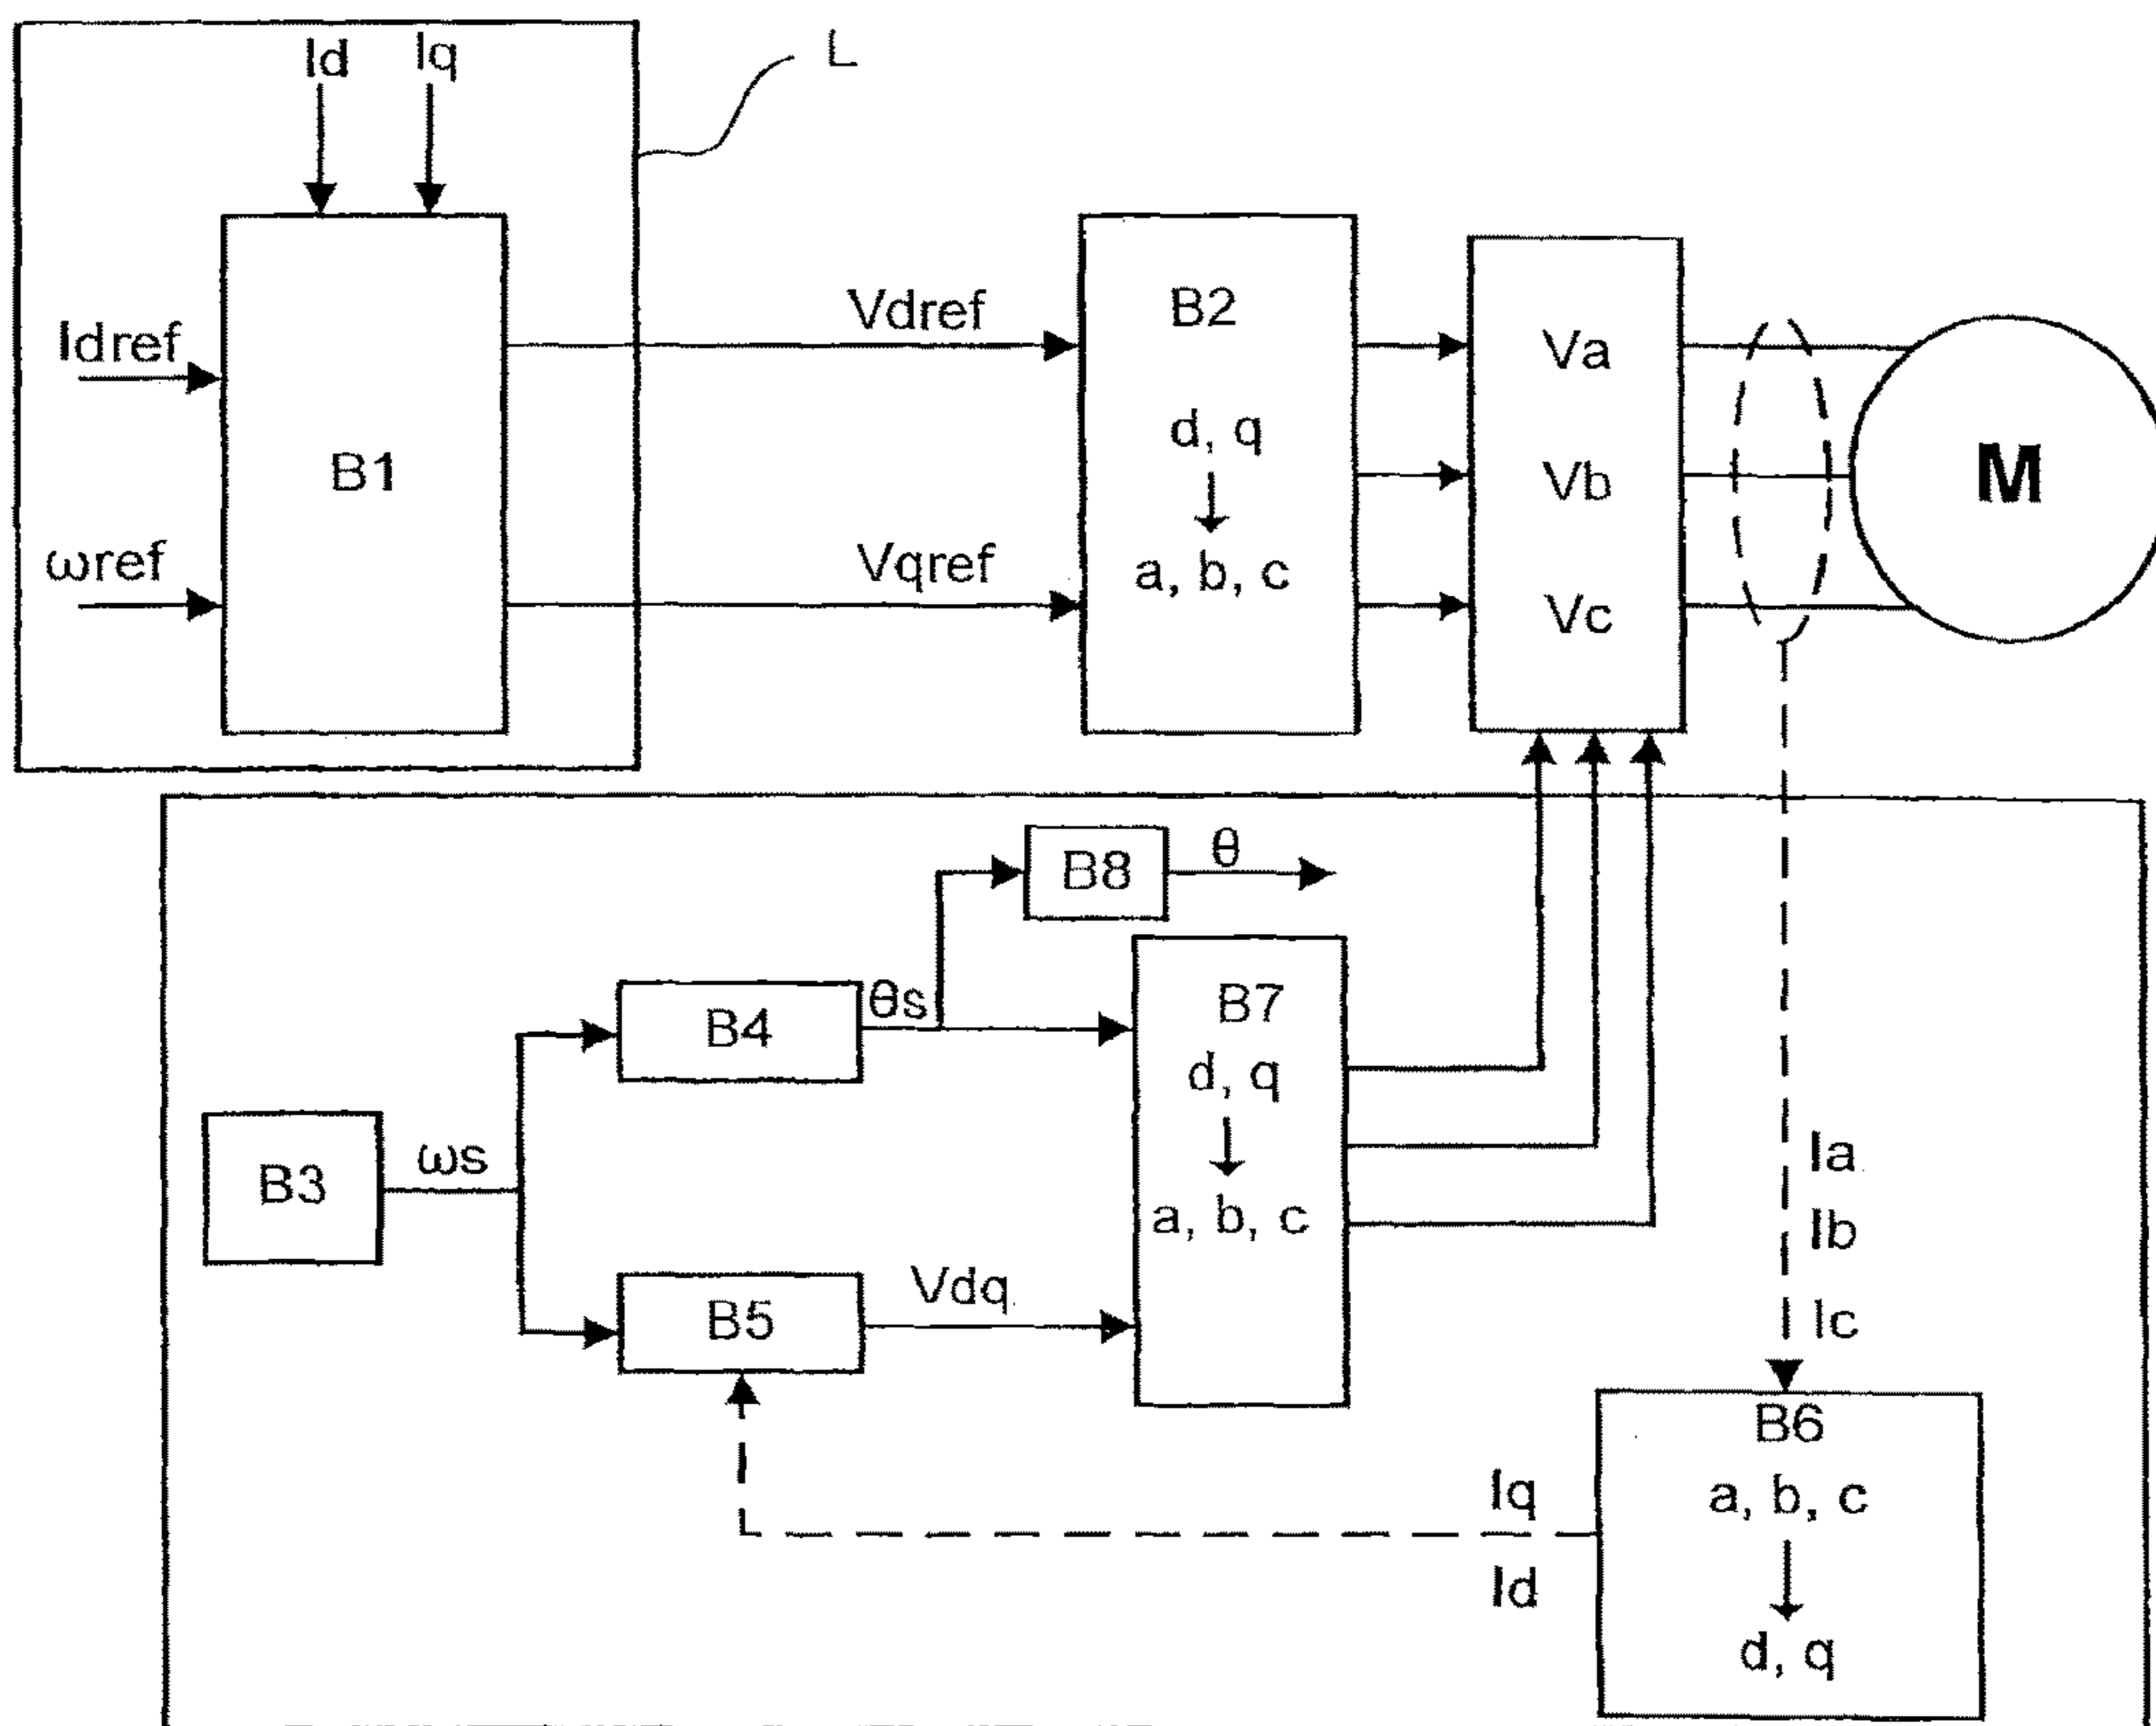 Id Iq L
Idref
ωref
B1
Vdref
Vqref
B2
d, q
a, b, c
Va
Vb
Vc
M
B8
θ
B4
θs
B3
ωs
B5
Vdq
B7
d, q
a, b, c
Ia
Ib
Ic
B6
a, b, c
d, q
Iq
Id